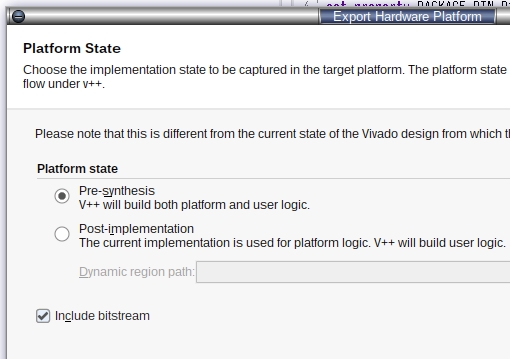 Export Hardware Platform
Platform State
Choose the implementation state to be captured in the target platform. The platform state
flow under v++.
Please note that this is different from the current state of the Vivado design from which
Platform state
Pre-synthesis
V++ will build both platform and user logic.
Post-implementation
The current implementation is used for platform logic. V++ will build user logic.
Dynamic region path:
Include bitstream